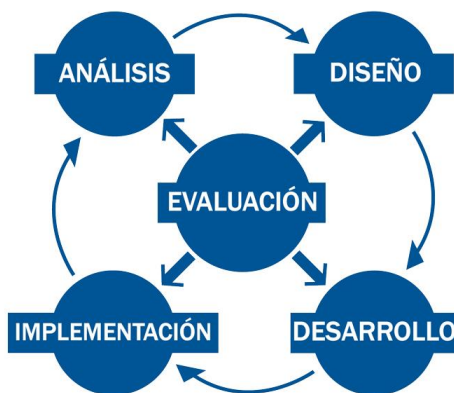 ANÁLISIS
DISEÑO
EVALUACIÓN
IMPLEMENTACIÓN
DESARROLLO